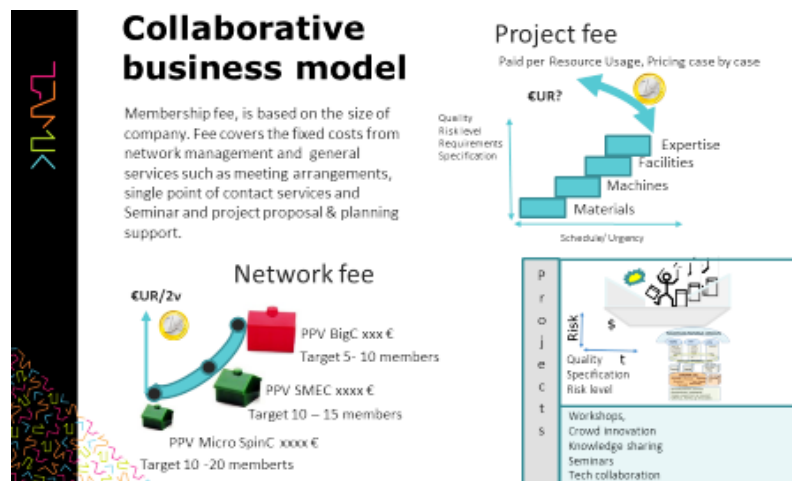 Collaborative
business model
TAMK
Membership fee, is based on the size of
company. Fee covers the fixed costs from
network management and general
services such as meeting arrangements,
single point of contact services and
Seminar and project proposal & planning
support.
Project fee
Paid per Resource Usage, Pricing case by case
€UR?
Quality
Risk level
Requirements
Specification
Expertise
Facilities
Machines
Materials
Schedule/ Urgency
Network fee
€UR/2v
PPV BigC xxx €
Target 5- 10 members
PPV SMEC xxxx €
Target 10 – 15 members
PPV Micro SpinC xxxx €
Target 10 -20 memberts
Projects
Risk
$
t
Quality
Specification
Risk level
Workshops,
Crowd innovation
Knowledge sharing
Seminars
Tech collaboration